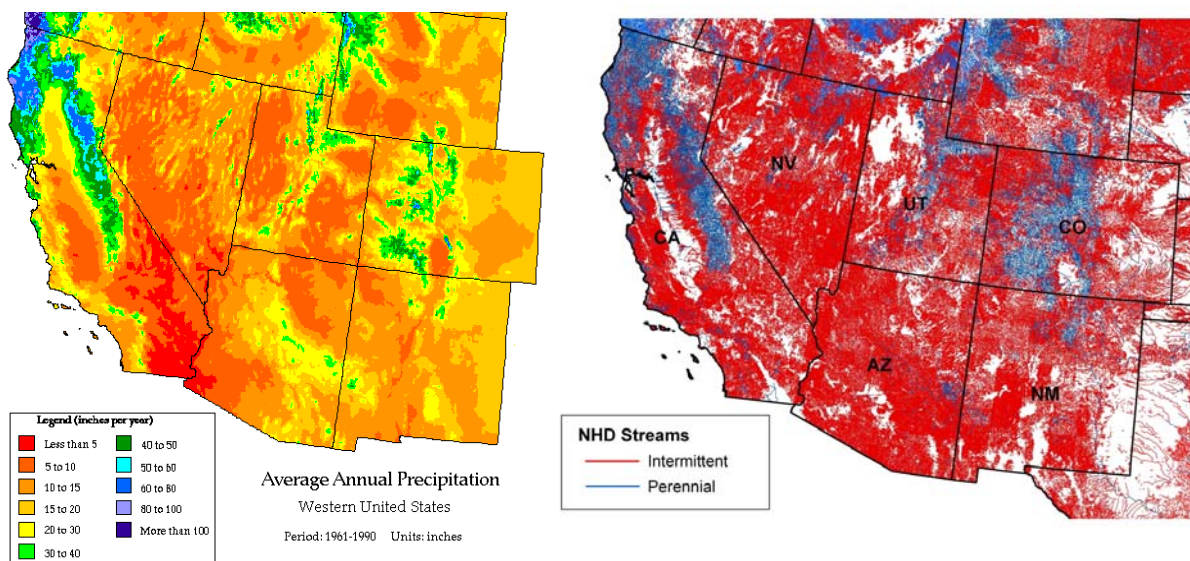 Legend (inches per year)
Less than 5
5 to 10
10 to 15
15 to 20
20 to 30
30 to 40
40 to 50
50 to 60
60 to 80
80 to 100
More than 100
Average Annual Precipitation
Western United States
Period: 1961-1990 Units: inches
NV
UT
CA
CO
AZ
NM
NHD Streams
Intermittent
Perennial